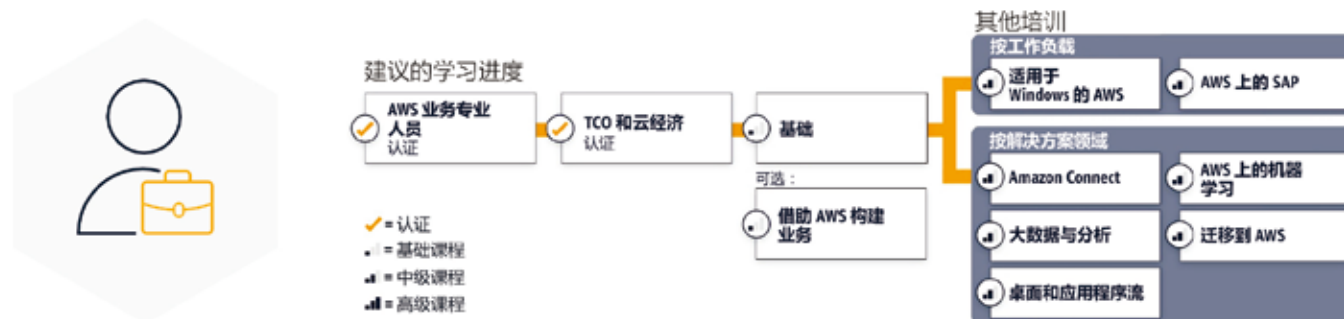 建议的学习进度
AWS 业务专业
人员
认证
TCO 和云经济
认证
基础
可选：
借助 AWS 构建
业务
= 认证
= 基础课程
= 中级课程
= 高级课程
其他培训
按工作负载
适用于
Windows 的 AWS
AWS 上的 SAP
按解决方案领域
Amazon Connect
AWS 上的机器
学习
大数据与分析
迁移到 AWS
桌面和应用程序流